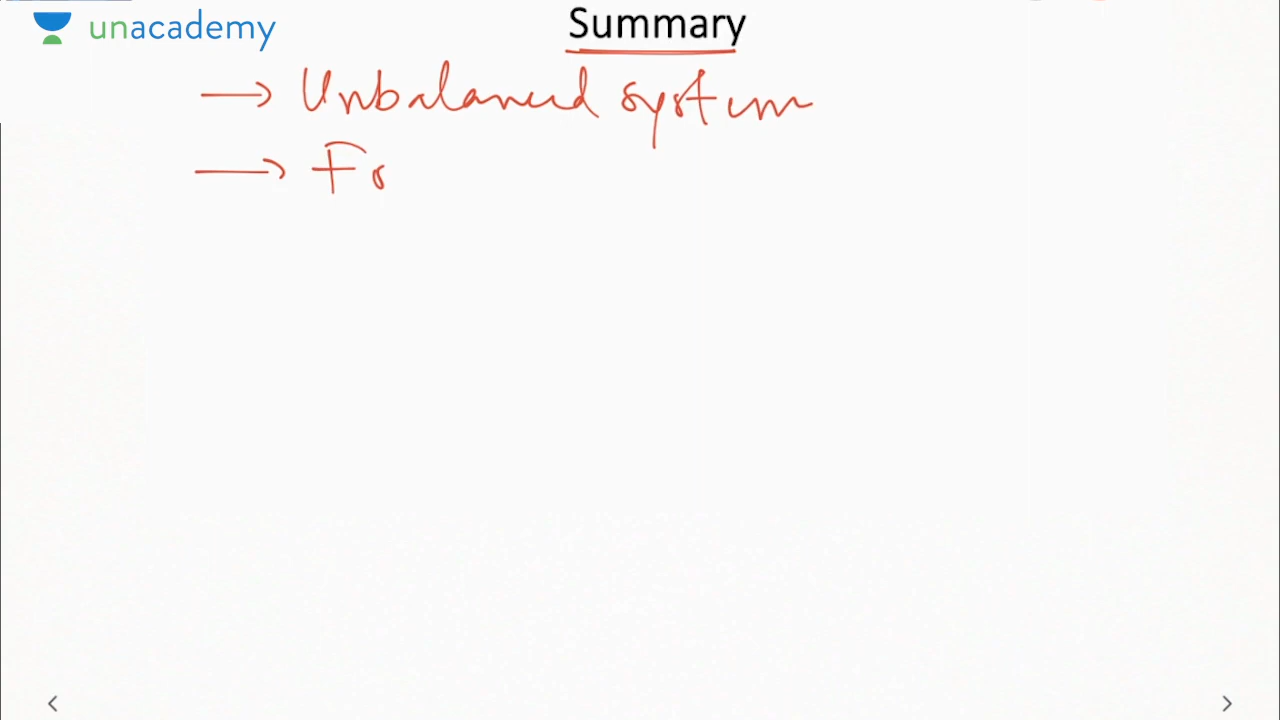 unacademy
Summary
→ Unbalanced system
→ Fo